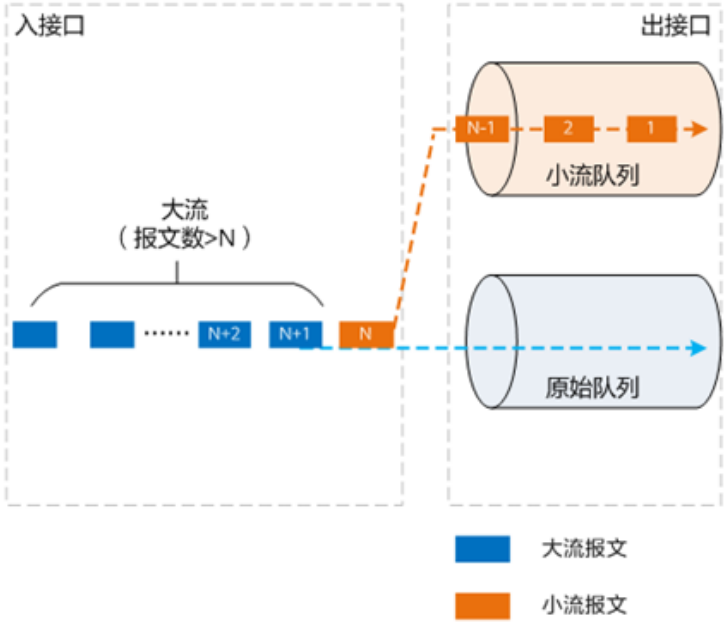 入接口
出接口
N-1
2
1
小流队列
大流
（报文数>N）
······
N+2
N+1
N
原始队列
大流报文
小流报文